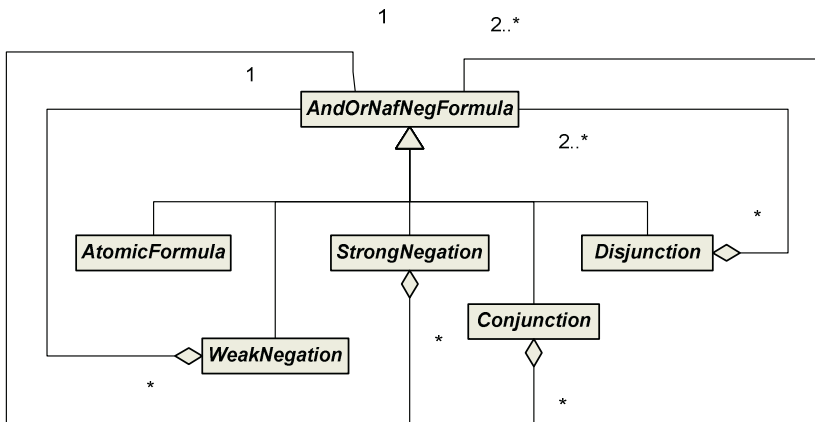 1
2..*
1
AndOrNafNegFormula
2..*
*
AtomicFormula
StrongNegation
Disjunction
Conjunction
*
WeakNegation
*
*